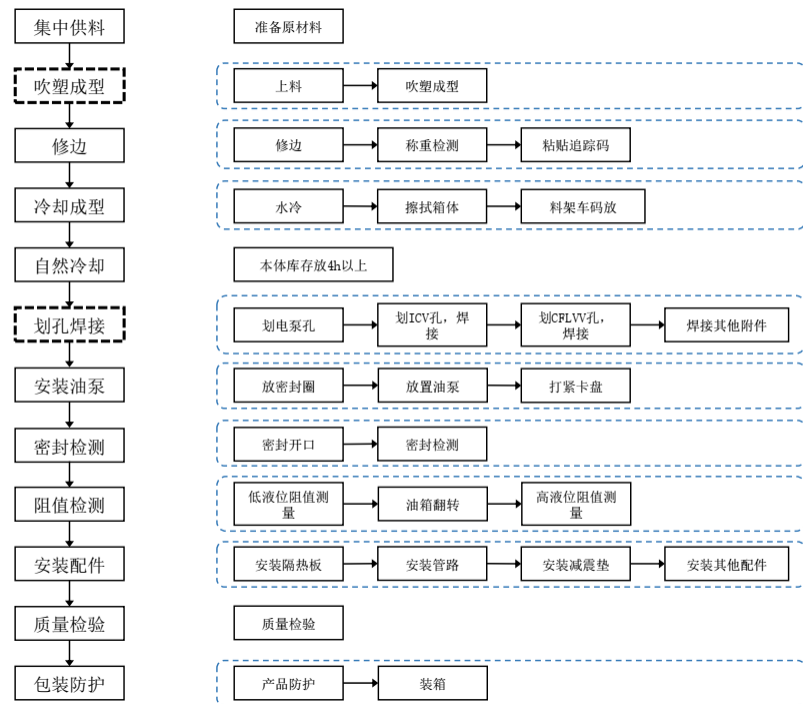 集中供料
准备原材料
吹塑成型
上料
吹塑成型
修边
修边
称重检测
粘贴追踪码
冷却成型
水冷
擦拭箱体
料架车码放
自然冷却
本体库存放4h以上
划孔焊接
划电泵孔
划ICV孔，焊
接
划CFLVV孔，
焊接
焊接其他附件
安装油泵
放密封圈
放置油泵
打紧卡盘
密封检测
密封开口
密封检测
阻值检测
低液位阻值测
量
油箱翻转
高液位阻值测
量
安装配件
安装隔热板
安装管路
安装减震垫
安装其他配件
质量检验
质量检验
包装防护
产品防护
装箱